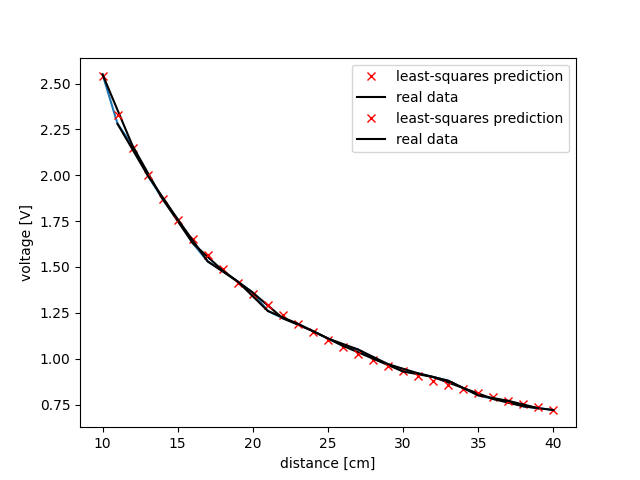 least-squares prediction
real data
least-squares prediction
real data
2.50
2.25
2.00
1.75
1.50
1.25
1.00
0.75
voltage [V]
10 15 20 25 30 35 40
distance [cm]